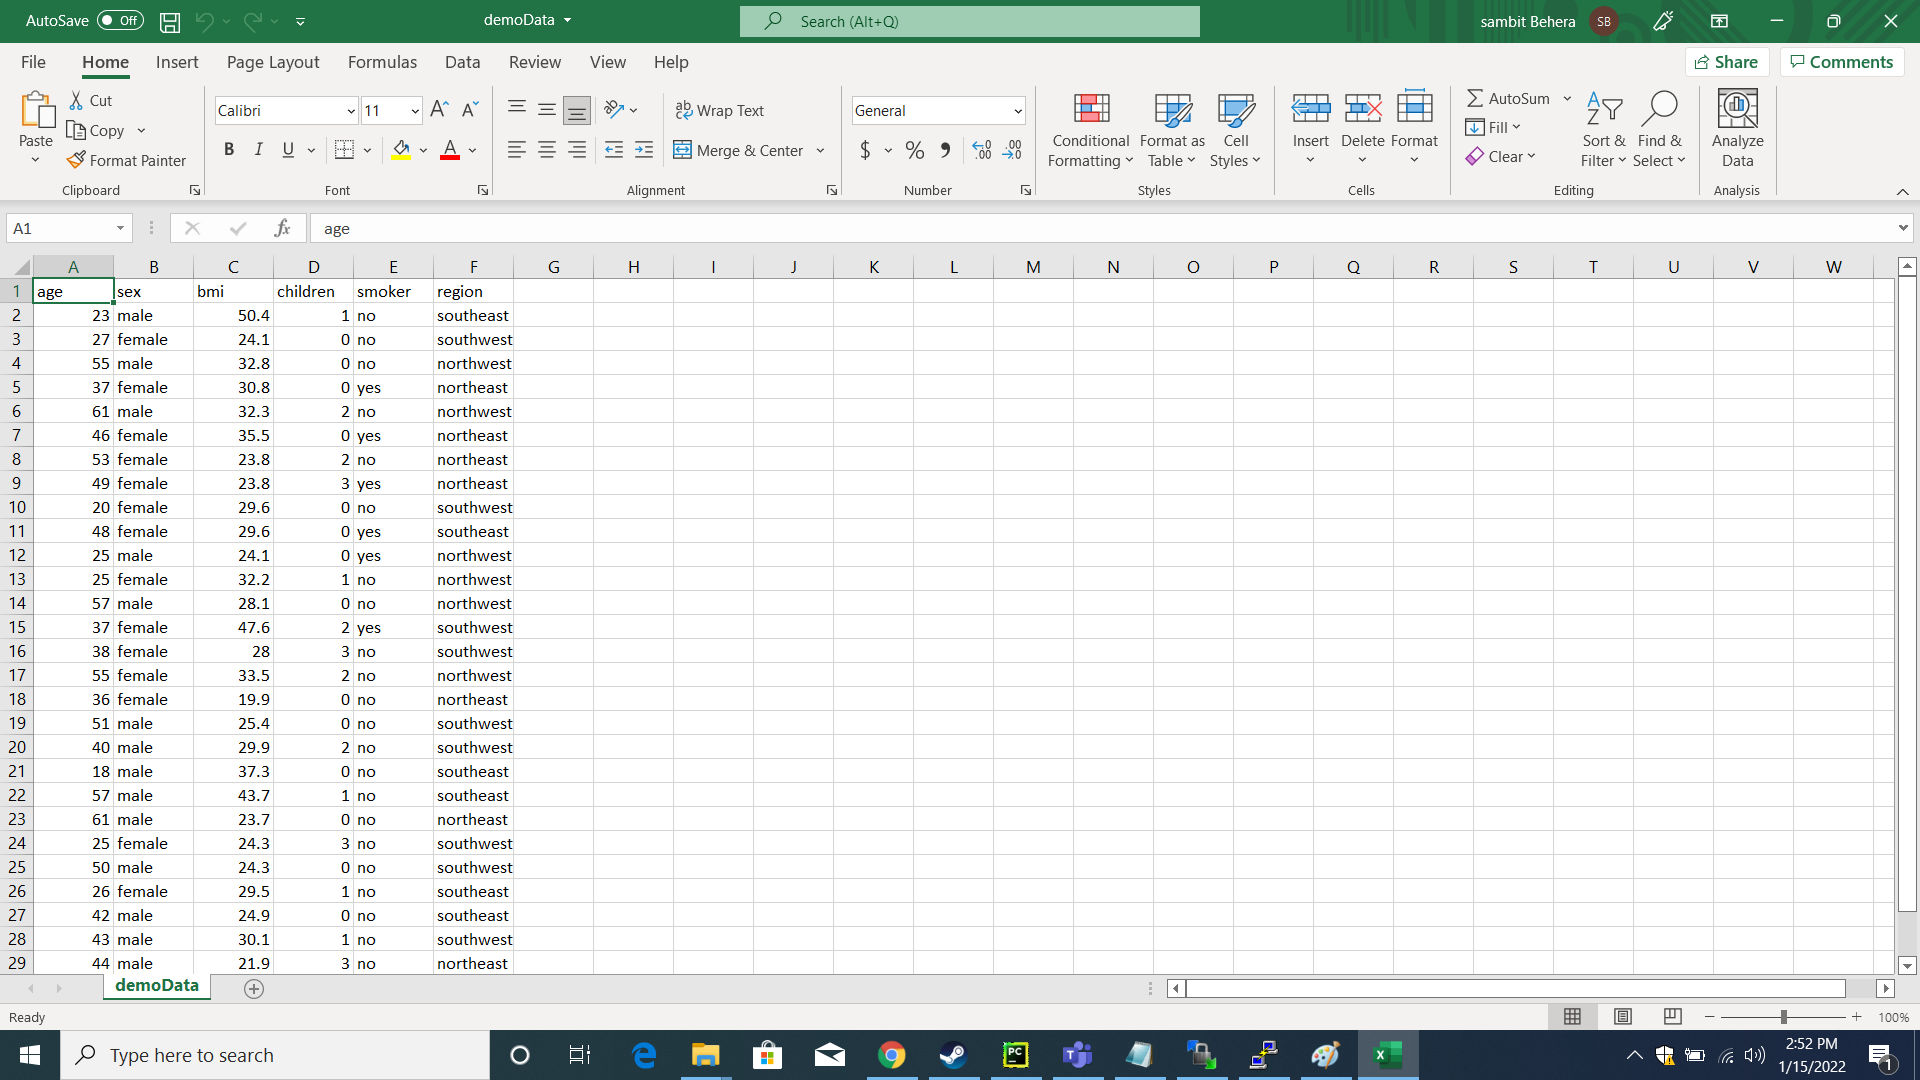 AutoSave Off demoData Search (Alt+Q) sambit Behera SB
File Home Insert Page Layout Formulas Data Review View Help Share Comments
Paste Cut Copy Format Painter Clipboard
Calibri 11 B I U A Font
ab Wrap Text Merge & Center Alignment
General $ % Number
Conditional Formatting Format as Table Cell Styles Styles
Insert Delete Format Cells
AutoSum Fill Clear Sort & Filter Find & Select Editing
Analyze Data Analysis
A1 fx age
A B C D E F G H I J K L M N O P Q R S T U V W
1 age sex bmi children smoker region
2 23 male 50.4 1 no southeast
3 27 female 24.1 0 no southwest
4 55 male 32.8 0 no northwest
5 37 female 30.8 0 yes northeast
6 61 male 32.3 2 no northwest
7 46 female 35.5 0 yes northeast
8 53 female 23.8 2 no northeast
9 49 female 23.8 3 yes northeast
10 20 female 29.6 0 no southwest
11 48 female 29.6 0 yes southeast
12 25 male 24.1 0 yes northwest
13 25 female 32.2 1 no northwest
14 57 male 28.1 0 no northwest
15 37 female 47.6 2 yes southwest
16 38 female 28 3 no southwest
17 55 female 33.5 2 no northwest
18 36 female 19.9 0 no northeast
19 51 male 25.4 0 no southwest
20 40 male 29.9 2 no southwest
21 18 male 37.3 0 no southeast
22 57 male 43.7 1 no southeast
23 61 male 23.7 0 no northeast
24 25 female 24.3 3 no southwest
25 50 male 24.3 0 no southwest
26 26 female 29.5 1 no southeast
27 42 male 24.9 0 no southeast
28 43 male 30.1 1 no southwest
29 44 male 21.9 3 no northeast
demoData
Ready 100%
Type here to search 2:52 PM
1/15/2022 1